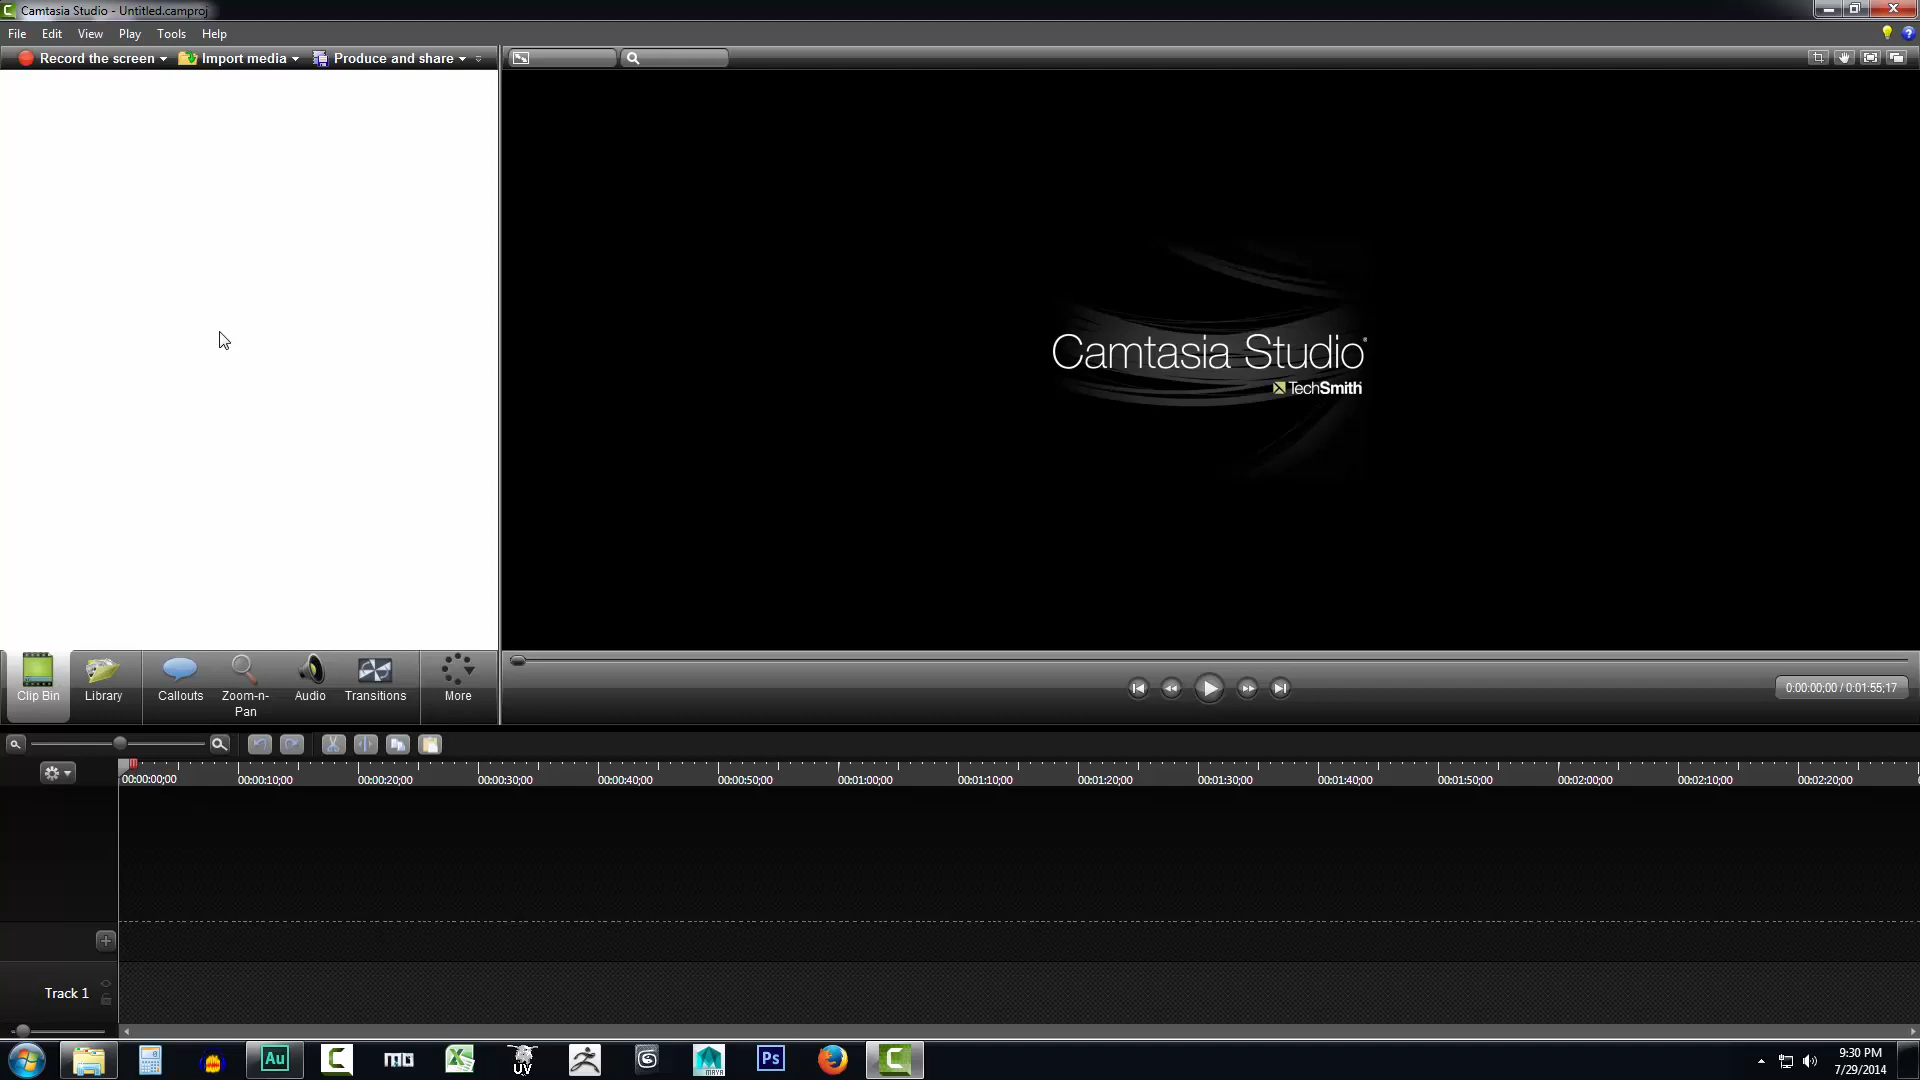 Camtasia Studio - Untitled.camproj
File Edit View Play Tools Help
Record the screen Import media Produce and share
Camtasia Studio
TechSmith
Clip Bin Library Callouts Zoom-n-Pan Audio Transitions More
0:00:00;00 / 0:01:55;17
00:00:00;00 00:00:10;00 00:00:20;00 00:00:30;00 00:00:40;00 00:00:50;00 00:01:00;00 00:01:10;00 00:01:20;00 00:01:30;00 00:01:40;00 00:01:50;00 00:02:00;00 00:02:10;00 00:02:20;00
Track 1
Au
UV
MAYA
Ps
9:30 PM
7/29/2014